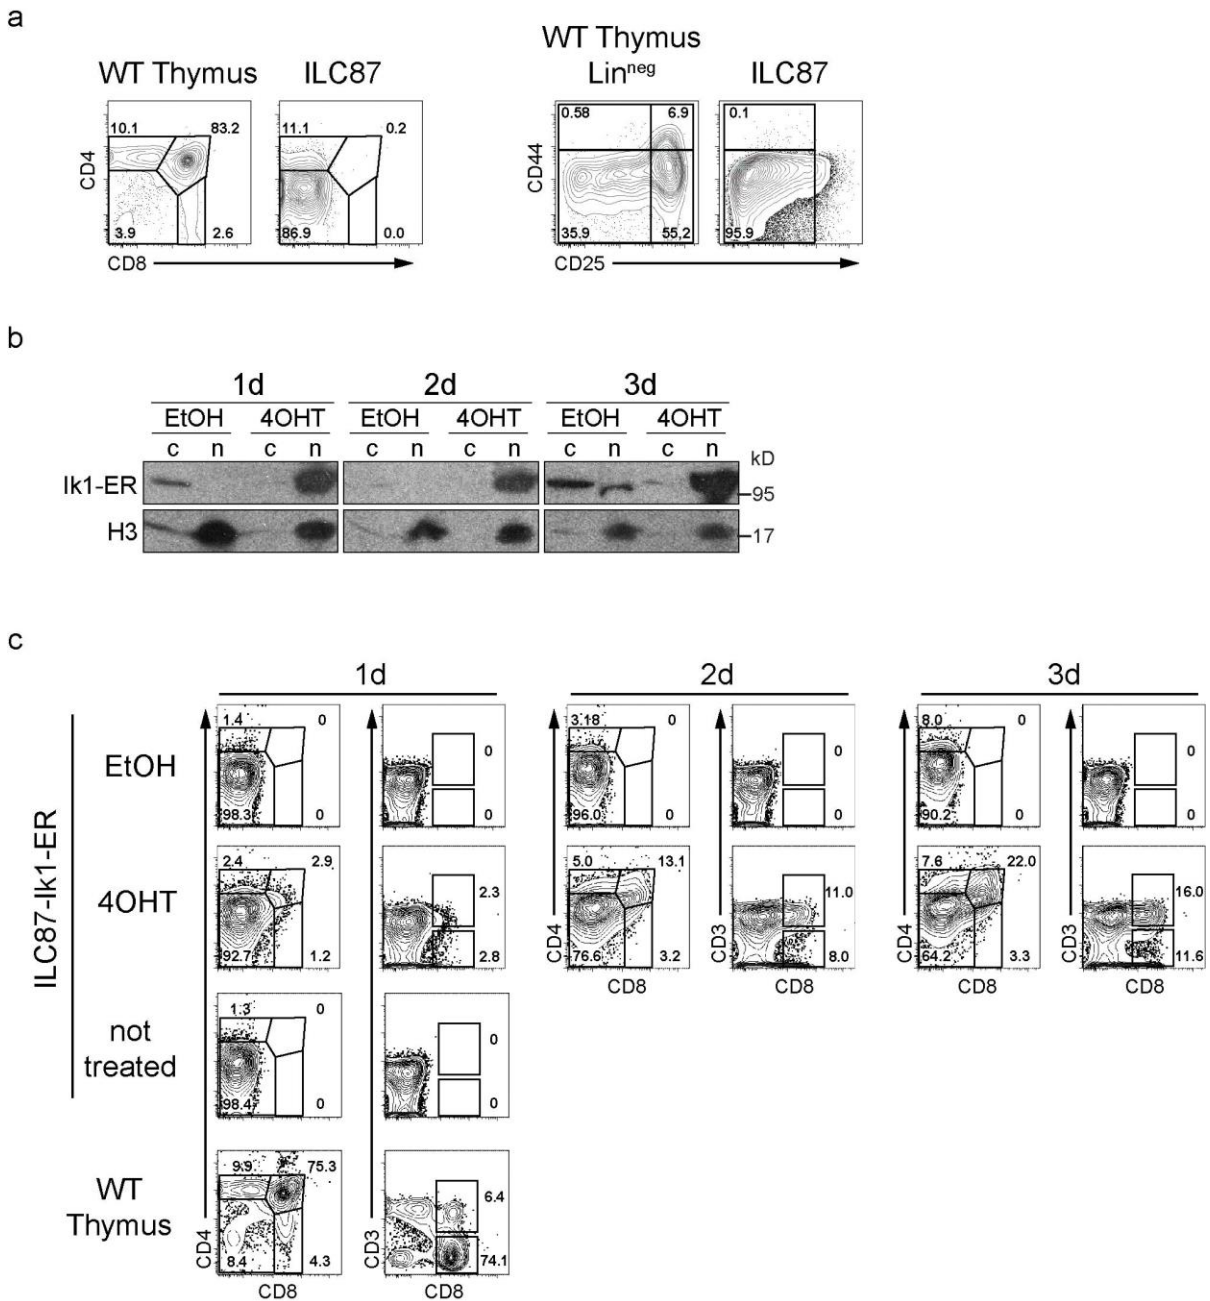 a
WT Thymus
ILC87
WT Thymus
Lin^neg
ILC87
10.1
83.2
11.1
0.2
0.58
6.9
0.1
CD4
CD44
3.9
2.6
86.9
0.0
35.9
55.2
95.9
CD8
CD25
b
1d
2d
3d
EtOH
4OHT
EtOH
4OHT
EtOH
4OHT
c n c n c n c n c n c n
kD
Ik1-ER
95
H3
17
c
1d
2d
3d
ILC87-Ik1-ER
EtOH
1.4
0
0
3.18
0
0
8.0
0
0
98.3
0
0
96.0
0
0
90.2
0
0
4OHT
2.4
2.9
2.3
5.0
13.1
11.0
7.6
22.0
16.0
CD4
CD3
CD4
CD3
92.7
1.2
2.8
76.6
3.2
8.0
64.2
3.3
11.6
CD8
CD8
CD8
CD8
not
treated
1.3
0
0
98.4
0
0
WT
Thymus
9.9
75.3
6.4
CD4
CD3
8.4
4.3
74.1
CD8
CD8